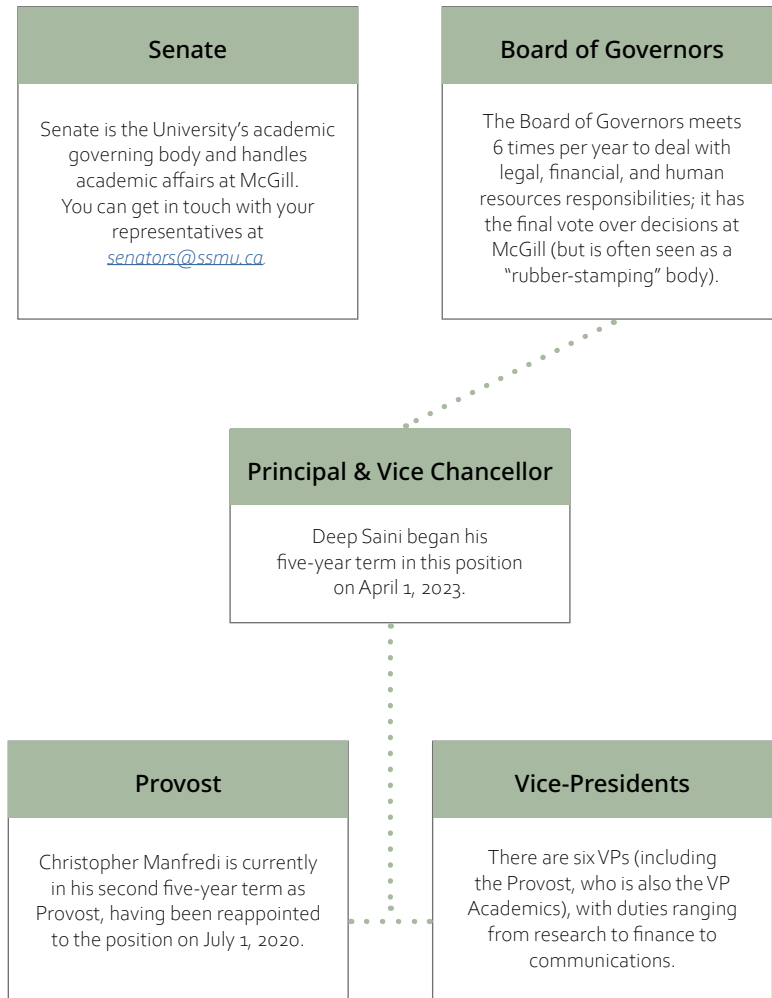 Senate
Senate is the University's academic
governing body and handles
academic affairs at McGill.
You can get in touch with your
representatives at
senators@ssmu.ca
Board of Governors
The Board of Governors meets
6 times per year to deal with
legal, financial, and human
resources responsibilities; it has
the final vote over decisions at
McGill (but is often seen as a
“rubber-stamping” body).
Principal & Vice Chancellor
Deep Saini began his
five-year term in this position
on April 1, 2023.
Provost
Christopher Manfredi is currently
in his second five-year term as
Provost, having been reappointed
to the position on July 1, 2020.
Vice-Presidents
There are six VPs (including
the Provost, who is also the VP
Academics), with duties ranging
from research to finance to
communications.